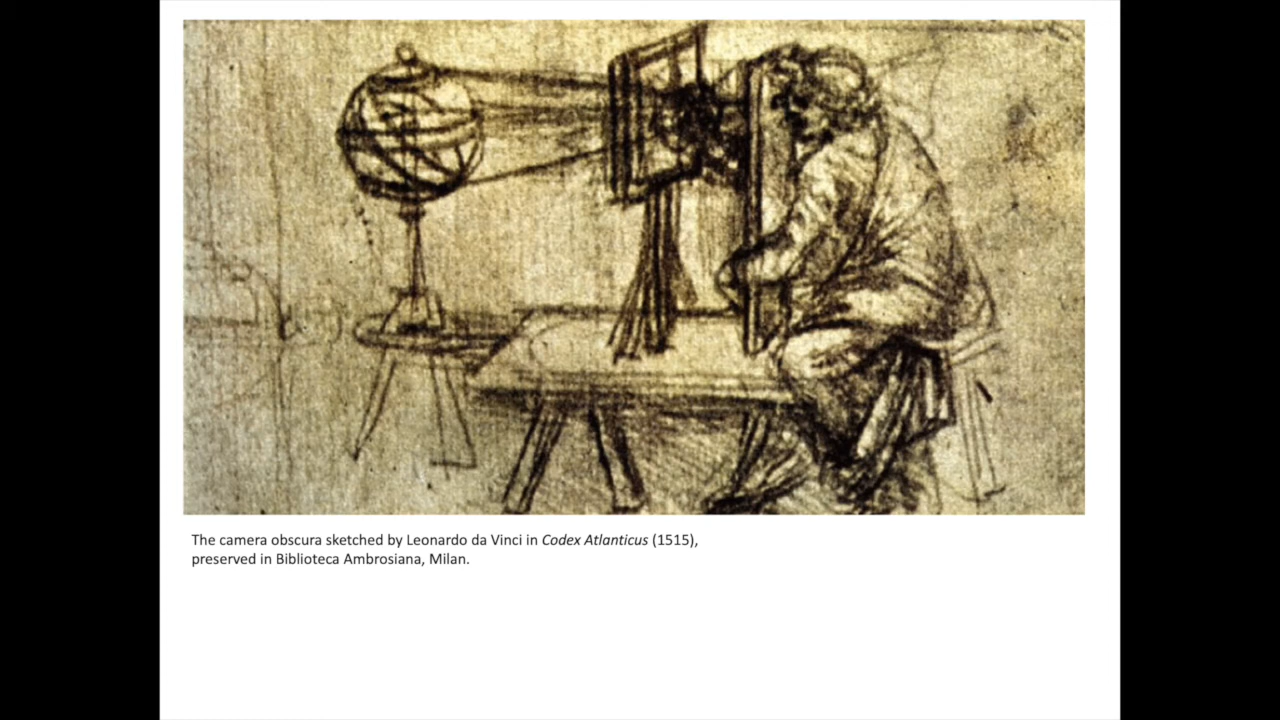 The camera obscura sketched by Leonardo da Vinci in Codex Atlanticus (1515),
preserved in Biblioteca Ambrosiana, Milan.